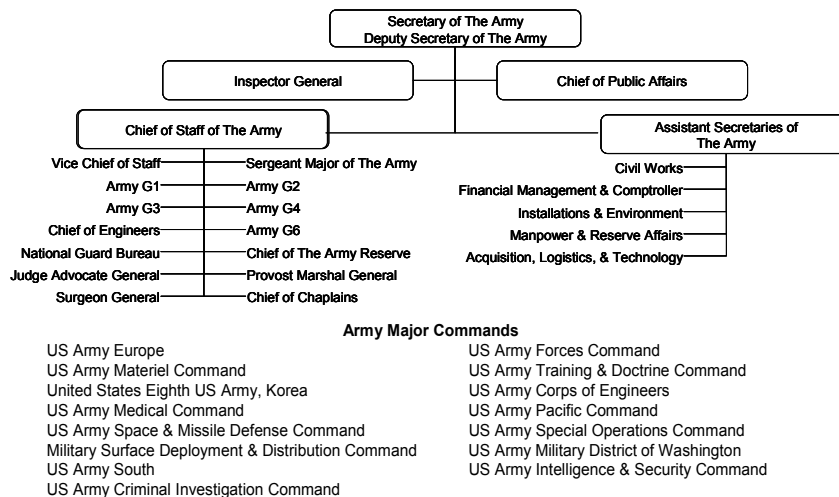 Secretary of The Army
Deputy Secretary of The Army
Inspector General
Chief of Public Affairs
Chief of Staff of The Army
Assistant Secretaries of
The Army
Vice Chief of Staff
Sergeant Major of The Army
Army G1
Army G2
Army G3
Army G4
Chief of Engineers
Army G6
National Guard Bureau
Chief of The Army Reserve
Judge Advocate General
Provost Marshal General
Surgeon General
Chief of Chaplains
Civil Works
Financial Management & Comptroller
Installations & Environment
Manpower & Reserve Affairs
Acquisition, Logistics, & Technology
Army Major Commands
US Army Europe
US Army Materiel Command
United States Eighth US Army, Korea
US Army Medical Command
US Army Space & Missile Defense Command
Military Surface Deployment & Distribution Command
US Army South
US Army Criminal Investigation Command
US Army Forces Command
US Army Training & Doctrine Command
US Army Corps of Engineers
US Army Pacific Command
US Army Special Operations Command
US Army Military District of Washington
US Army Intelligence & Security Command